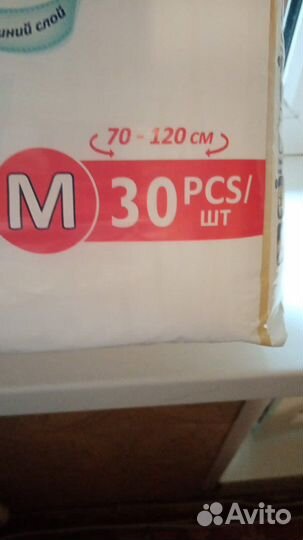 ний слой
70 - 120 см
M 30 PCS/
шт
Avito